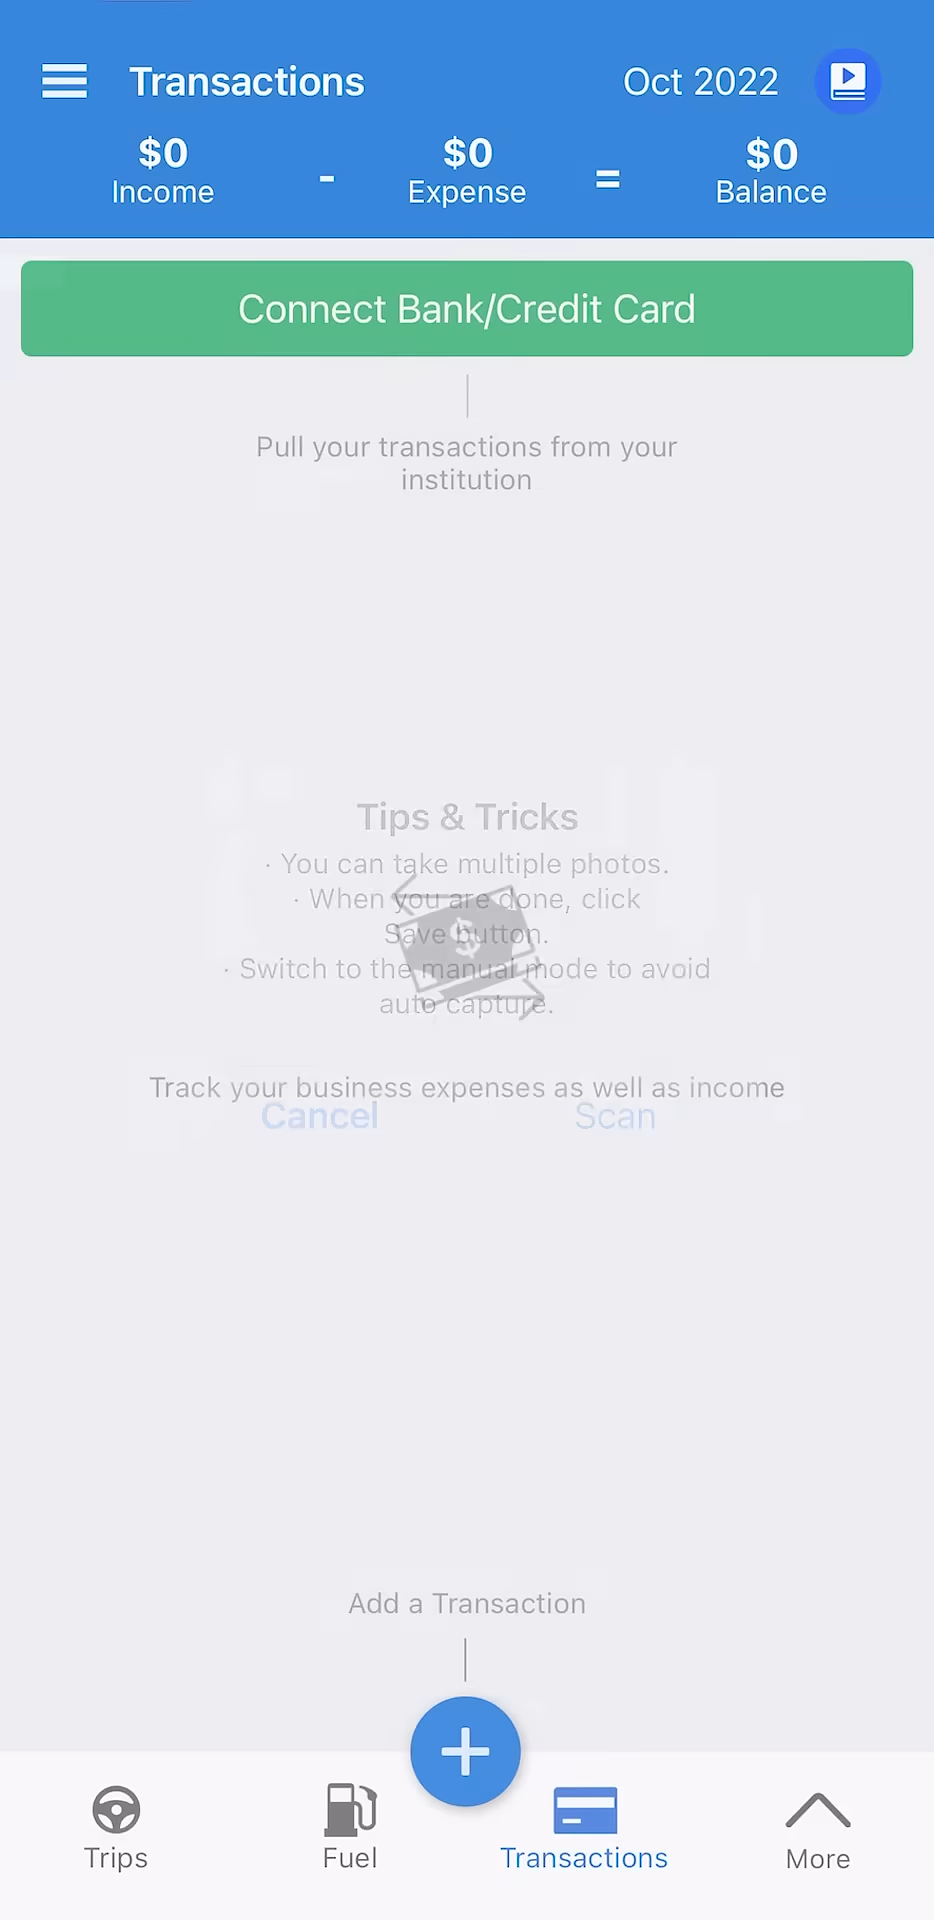 Transactions Oct 2022
$0 - $0 = $0
Income Expense Balance
Connect Bank/Credit Card
Pull your transactions from your
institution
Tips & Tricks
· You can take multiple photos.
· When you are done, click
Save button.
· Switch to the manual mode to avoid
auto capture.
Track your business expenses as well as income
Cancel Scan
Add a Transaction
Trips Fuel Transactions More